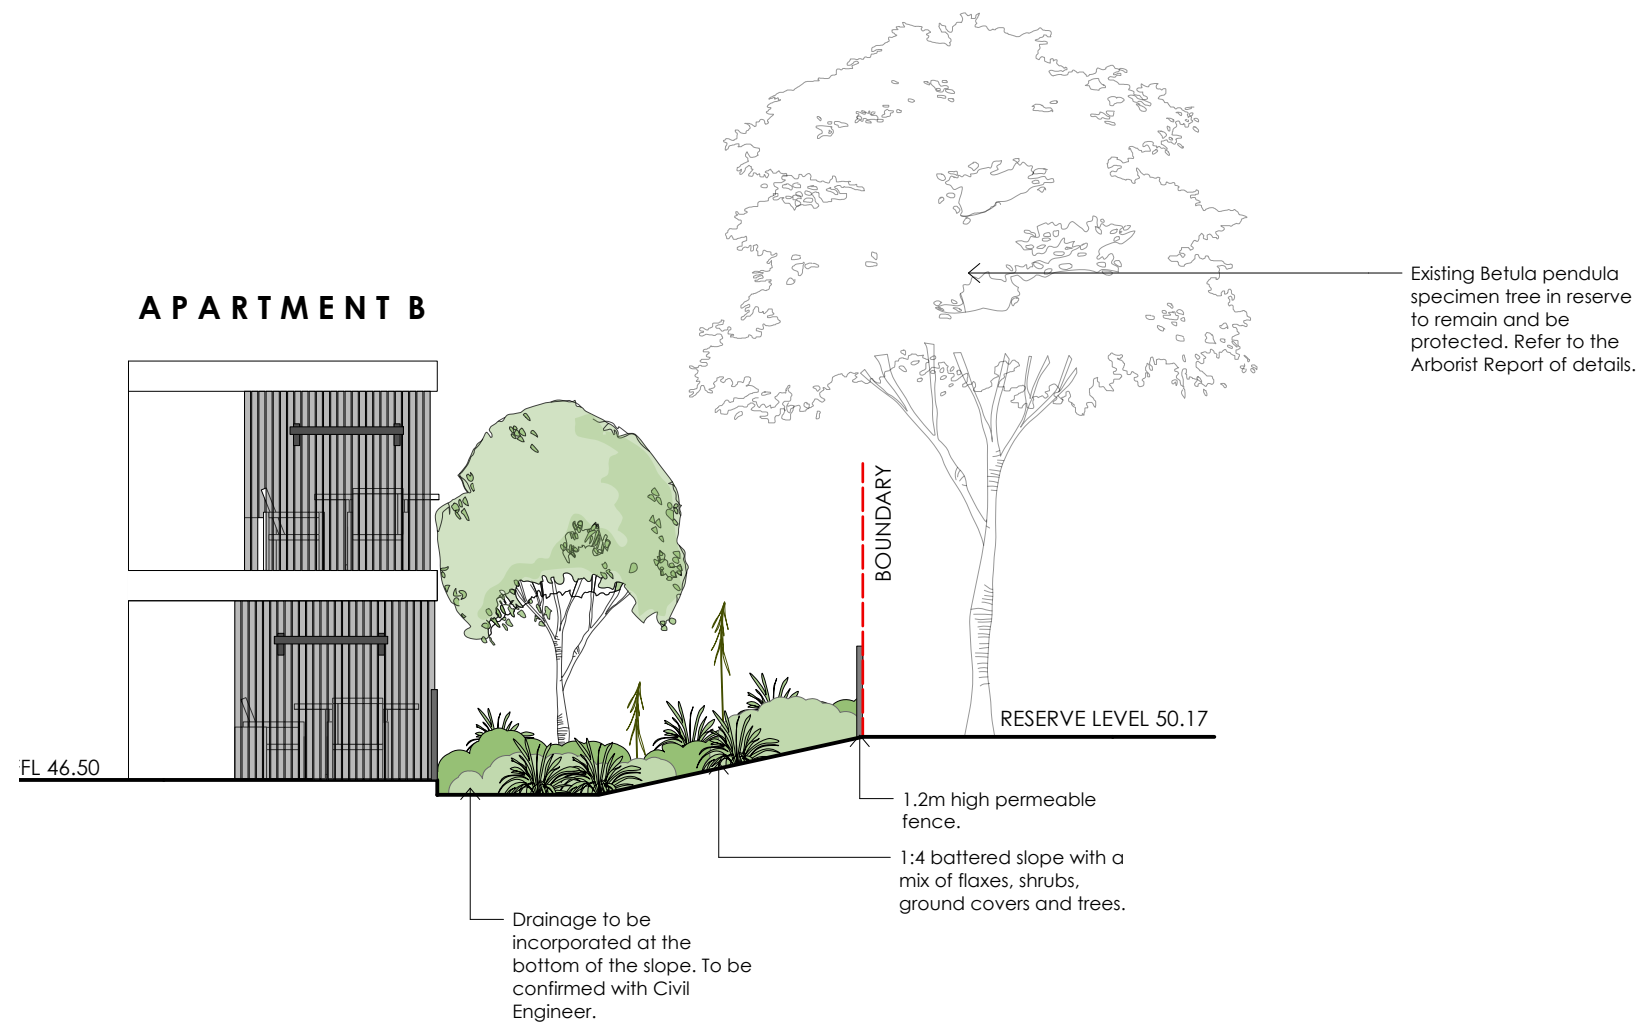 Existing Betula pendula
specimen tree in reserve
to remain and be
protected. Refer to the
Arborist Report of details.
APARTMENT B
BOUNDARY
RESERVE LEVEL 50.17
FL 46.50
1.2m high permeable
fence.
1:4 battered slope with a
mix of flaxes, shrubs,
ground covers and trees.
Drainage to be
incorporated at the
bottom of the slope. To be
confirmed with Civil
Engineer.